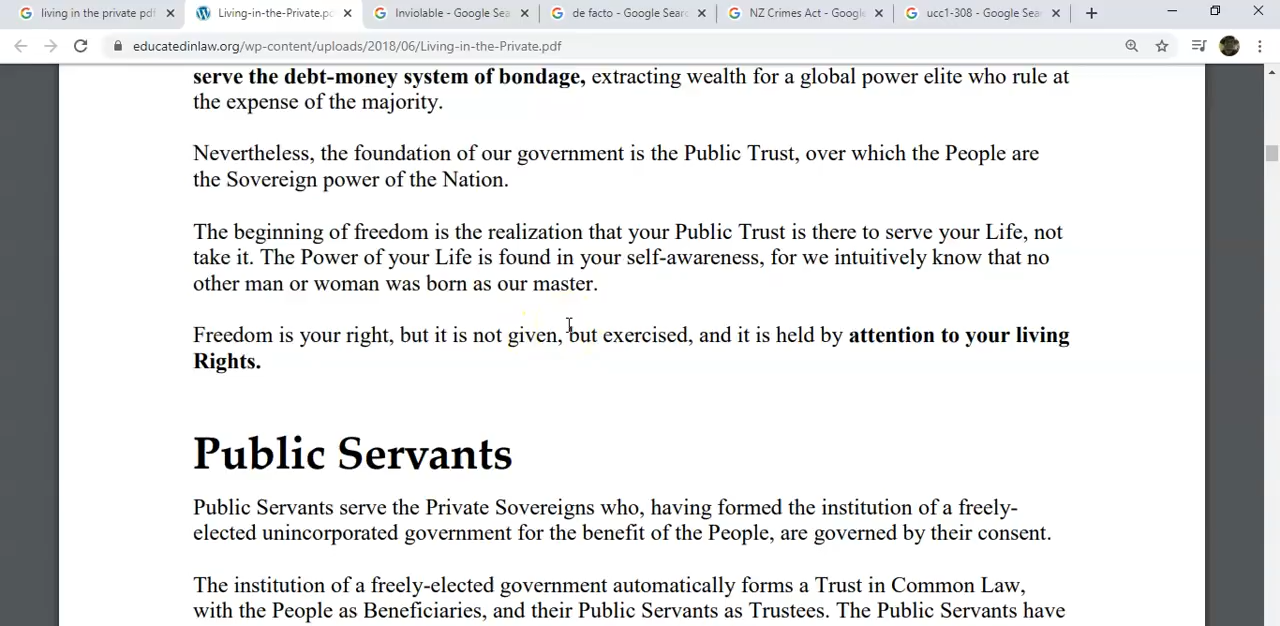 living in the private pdf
Living-in-the-Private.pd
Inviolable - Google Sea
de facto - Google Searc
NZ Crimes Act - Google
ucc1-308 - Google Sea
educatedinlaw.org/wp-content/uploads/2018/06/Living-in-the-Private.pdf
serve the debt-money system of bondage, extracting wealth for a global power elite who rule at
the expense of the majority.
Nevertheless, the foundation of our government is the Public Trust, over which the People are
the Sovereign power of the Nation.
The beginning of freedom is the realization that your Public Trust is there to serve your Life, not
take it. The Power of your Life is found in your self-awareness, for we intuitively know that no
other man or woman was born as our master.
Freedom is your right, but it is not given, but exercised, and it is held by attention to your living
Rights.
Public Servants
Public Servants serve the Private Sovereigns who, having formed the institution of a freely-
elected unincorporated government for the benefit of the People, are governed by their consent.
The institution of a freely-elected government automatically forms a Trust in Common Law,
with the People as Beneficiaries, and their Public Servants as Trustees. The Public Servants have